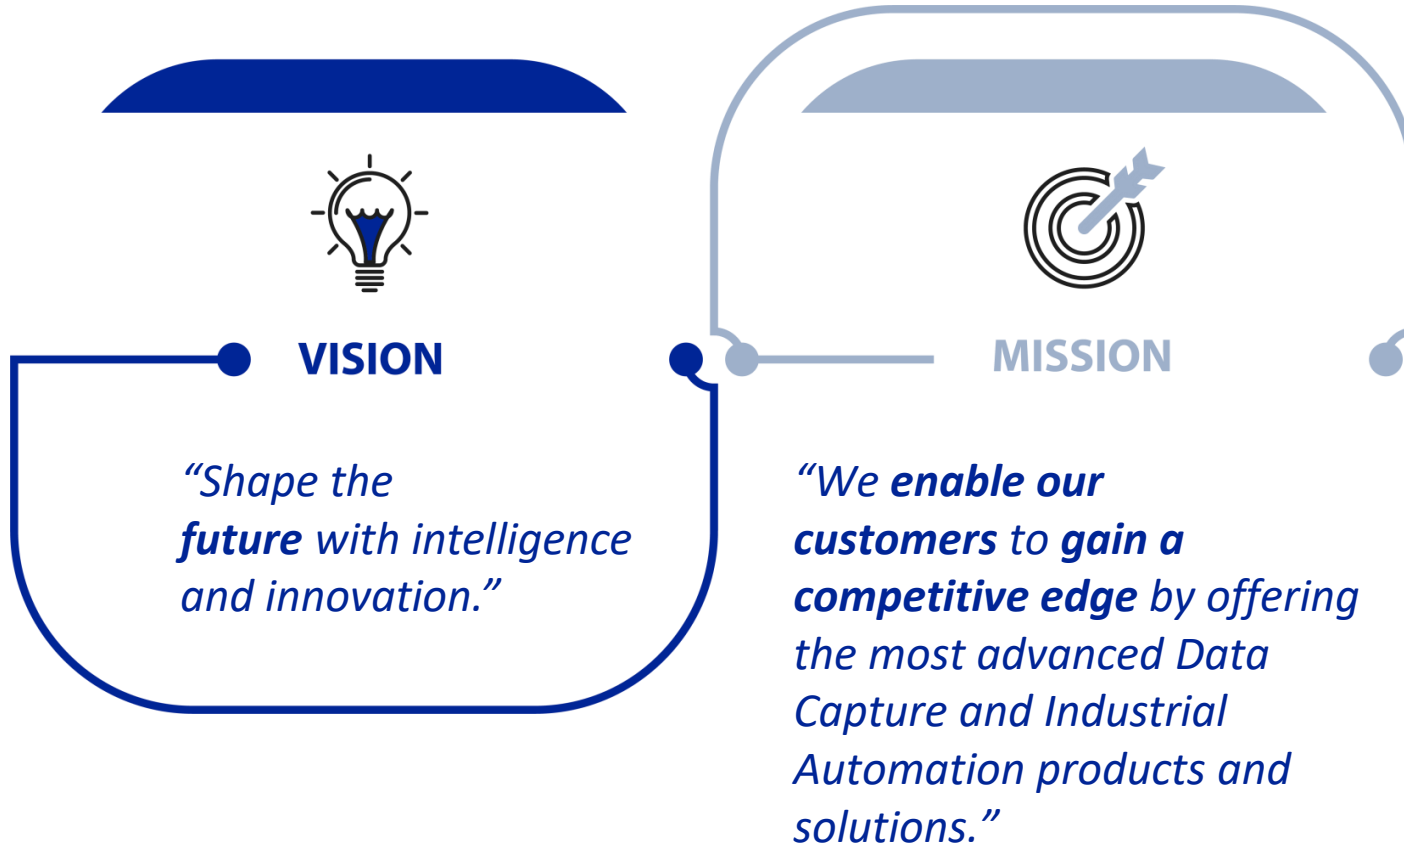 VISION
“Shape the
future with intelligence
and innovation.”
MISSION
“We enable our
customers to gain a
competitive edge by offering
the most advanced Data
Capture and Industrial
Automation products and
solutions.”